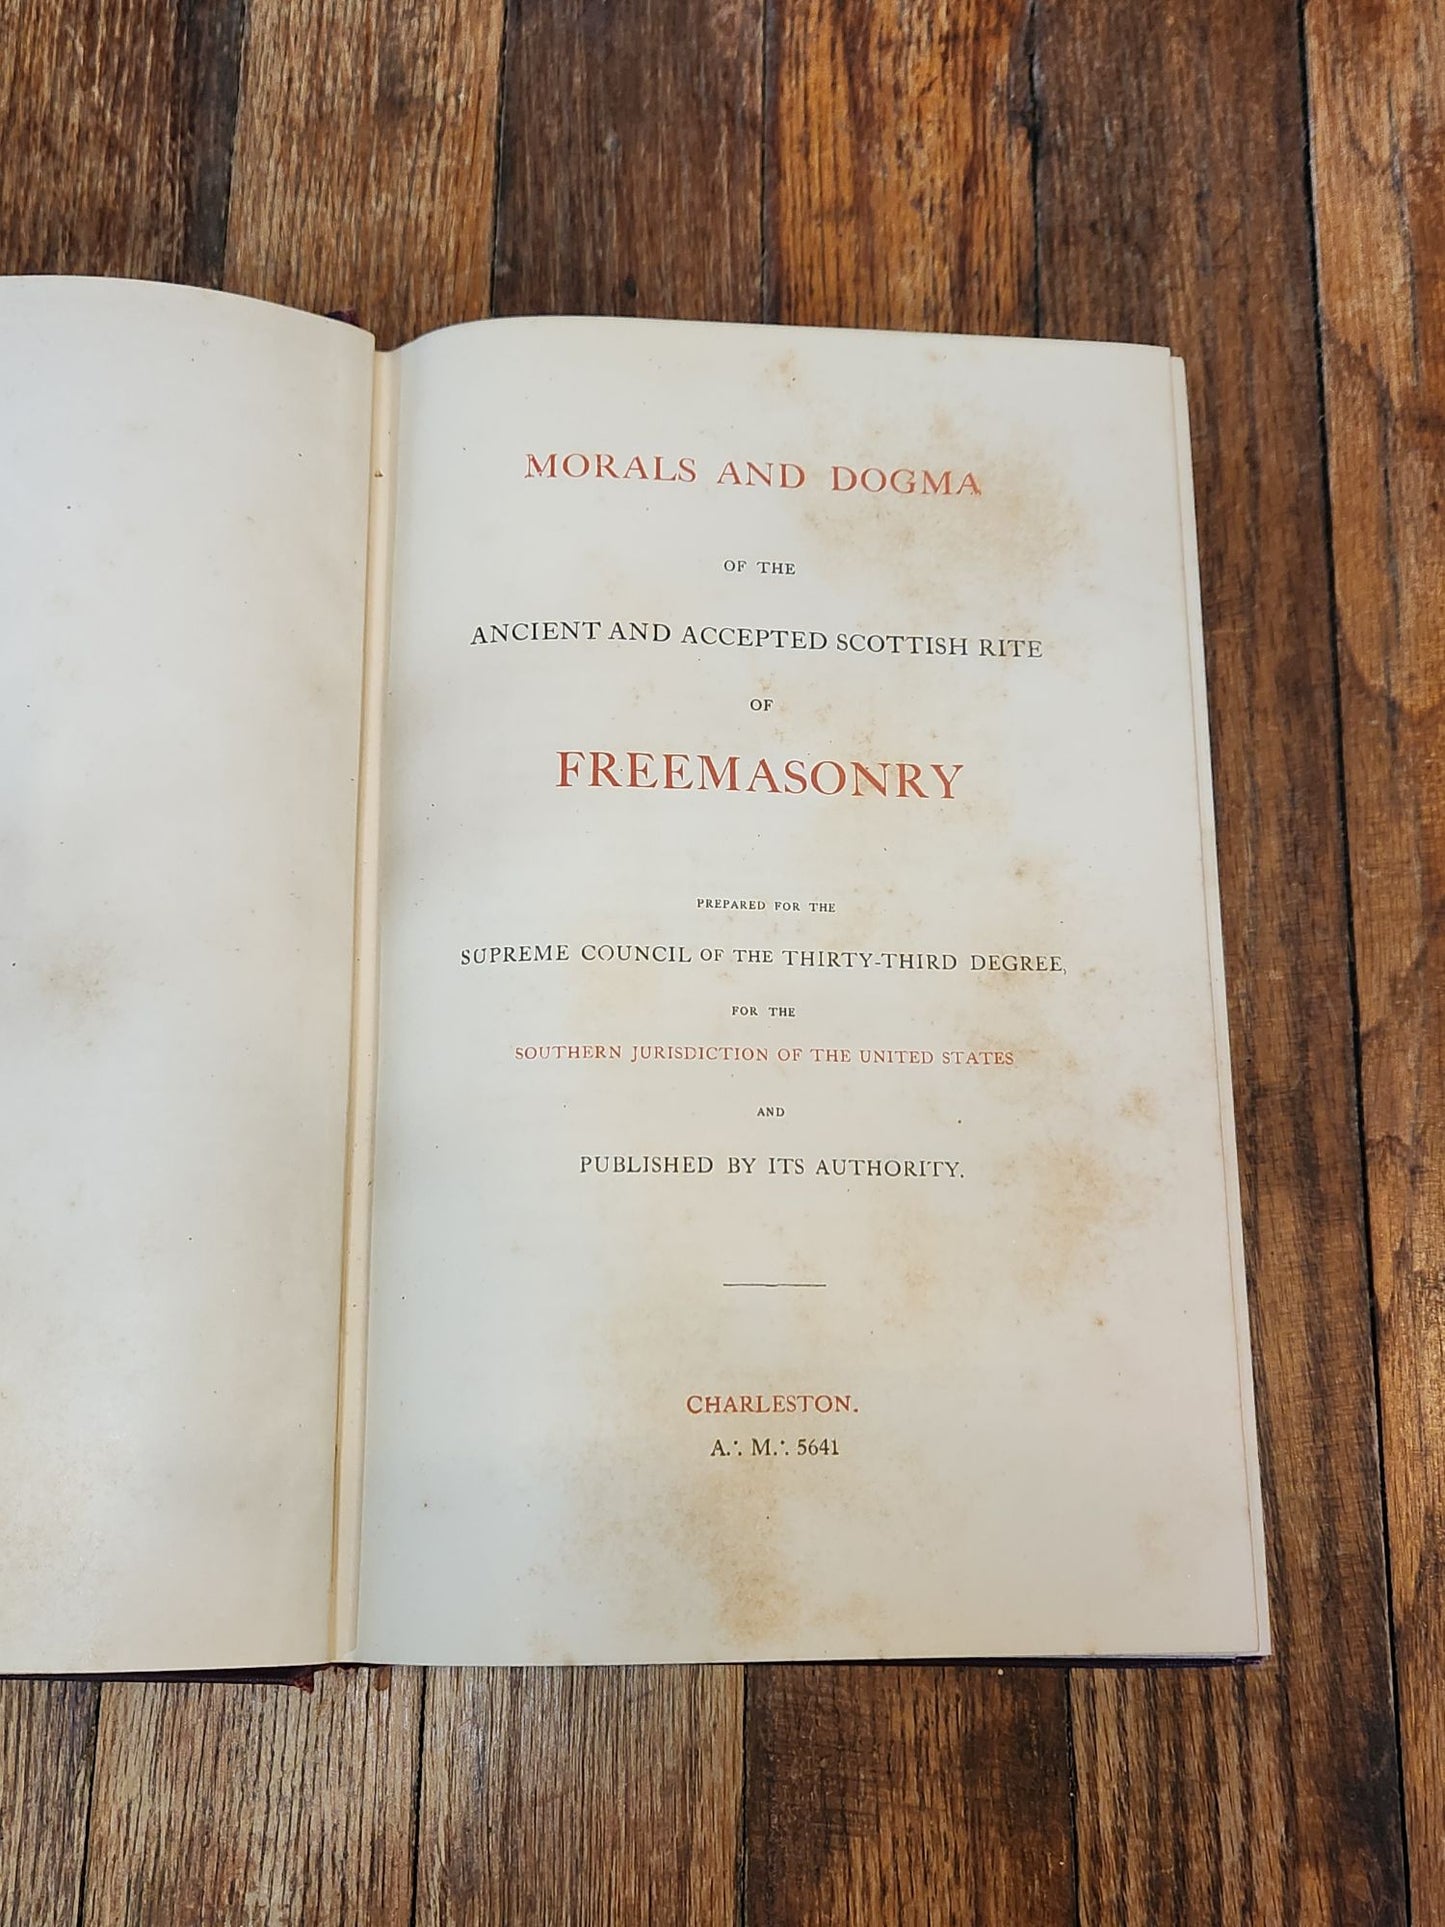 MORALS AND DOGMA
OF THE
ANCIENT AND ACCEPTED SCOTTISH RITE
OF
FREEMASONRY
PREPARED FOR THE
SUPREME COUNCIL OF THE THIRTY-THIRD DEGREE,
FOR THE
SOUTHERN JURISDICTION OF THE UNITED STATES
AND
PUBLISHED BY ITS AUTHORITY.
CHARLESTON.
A∴ M∴ 5641